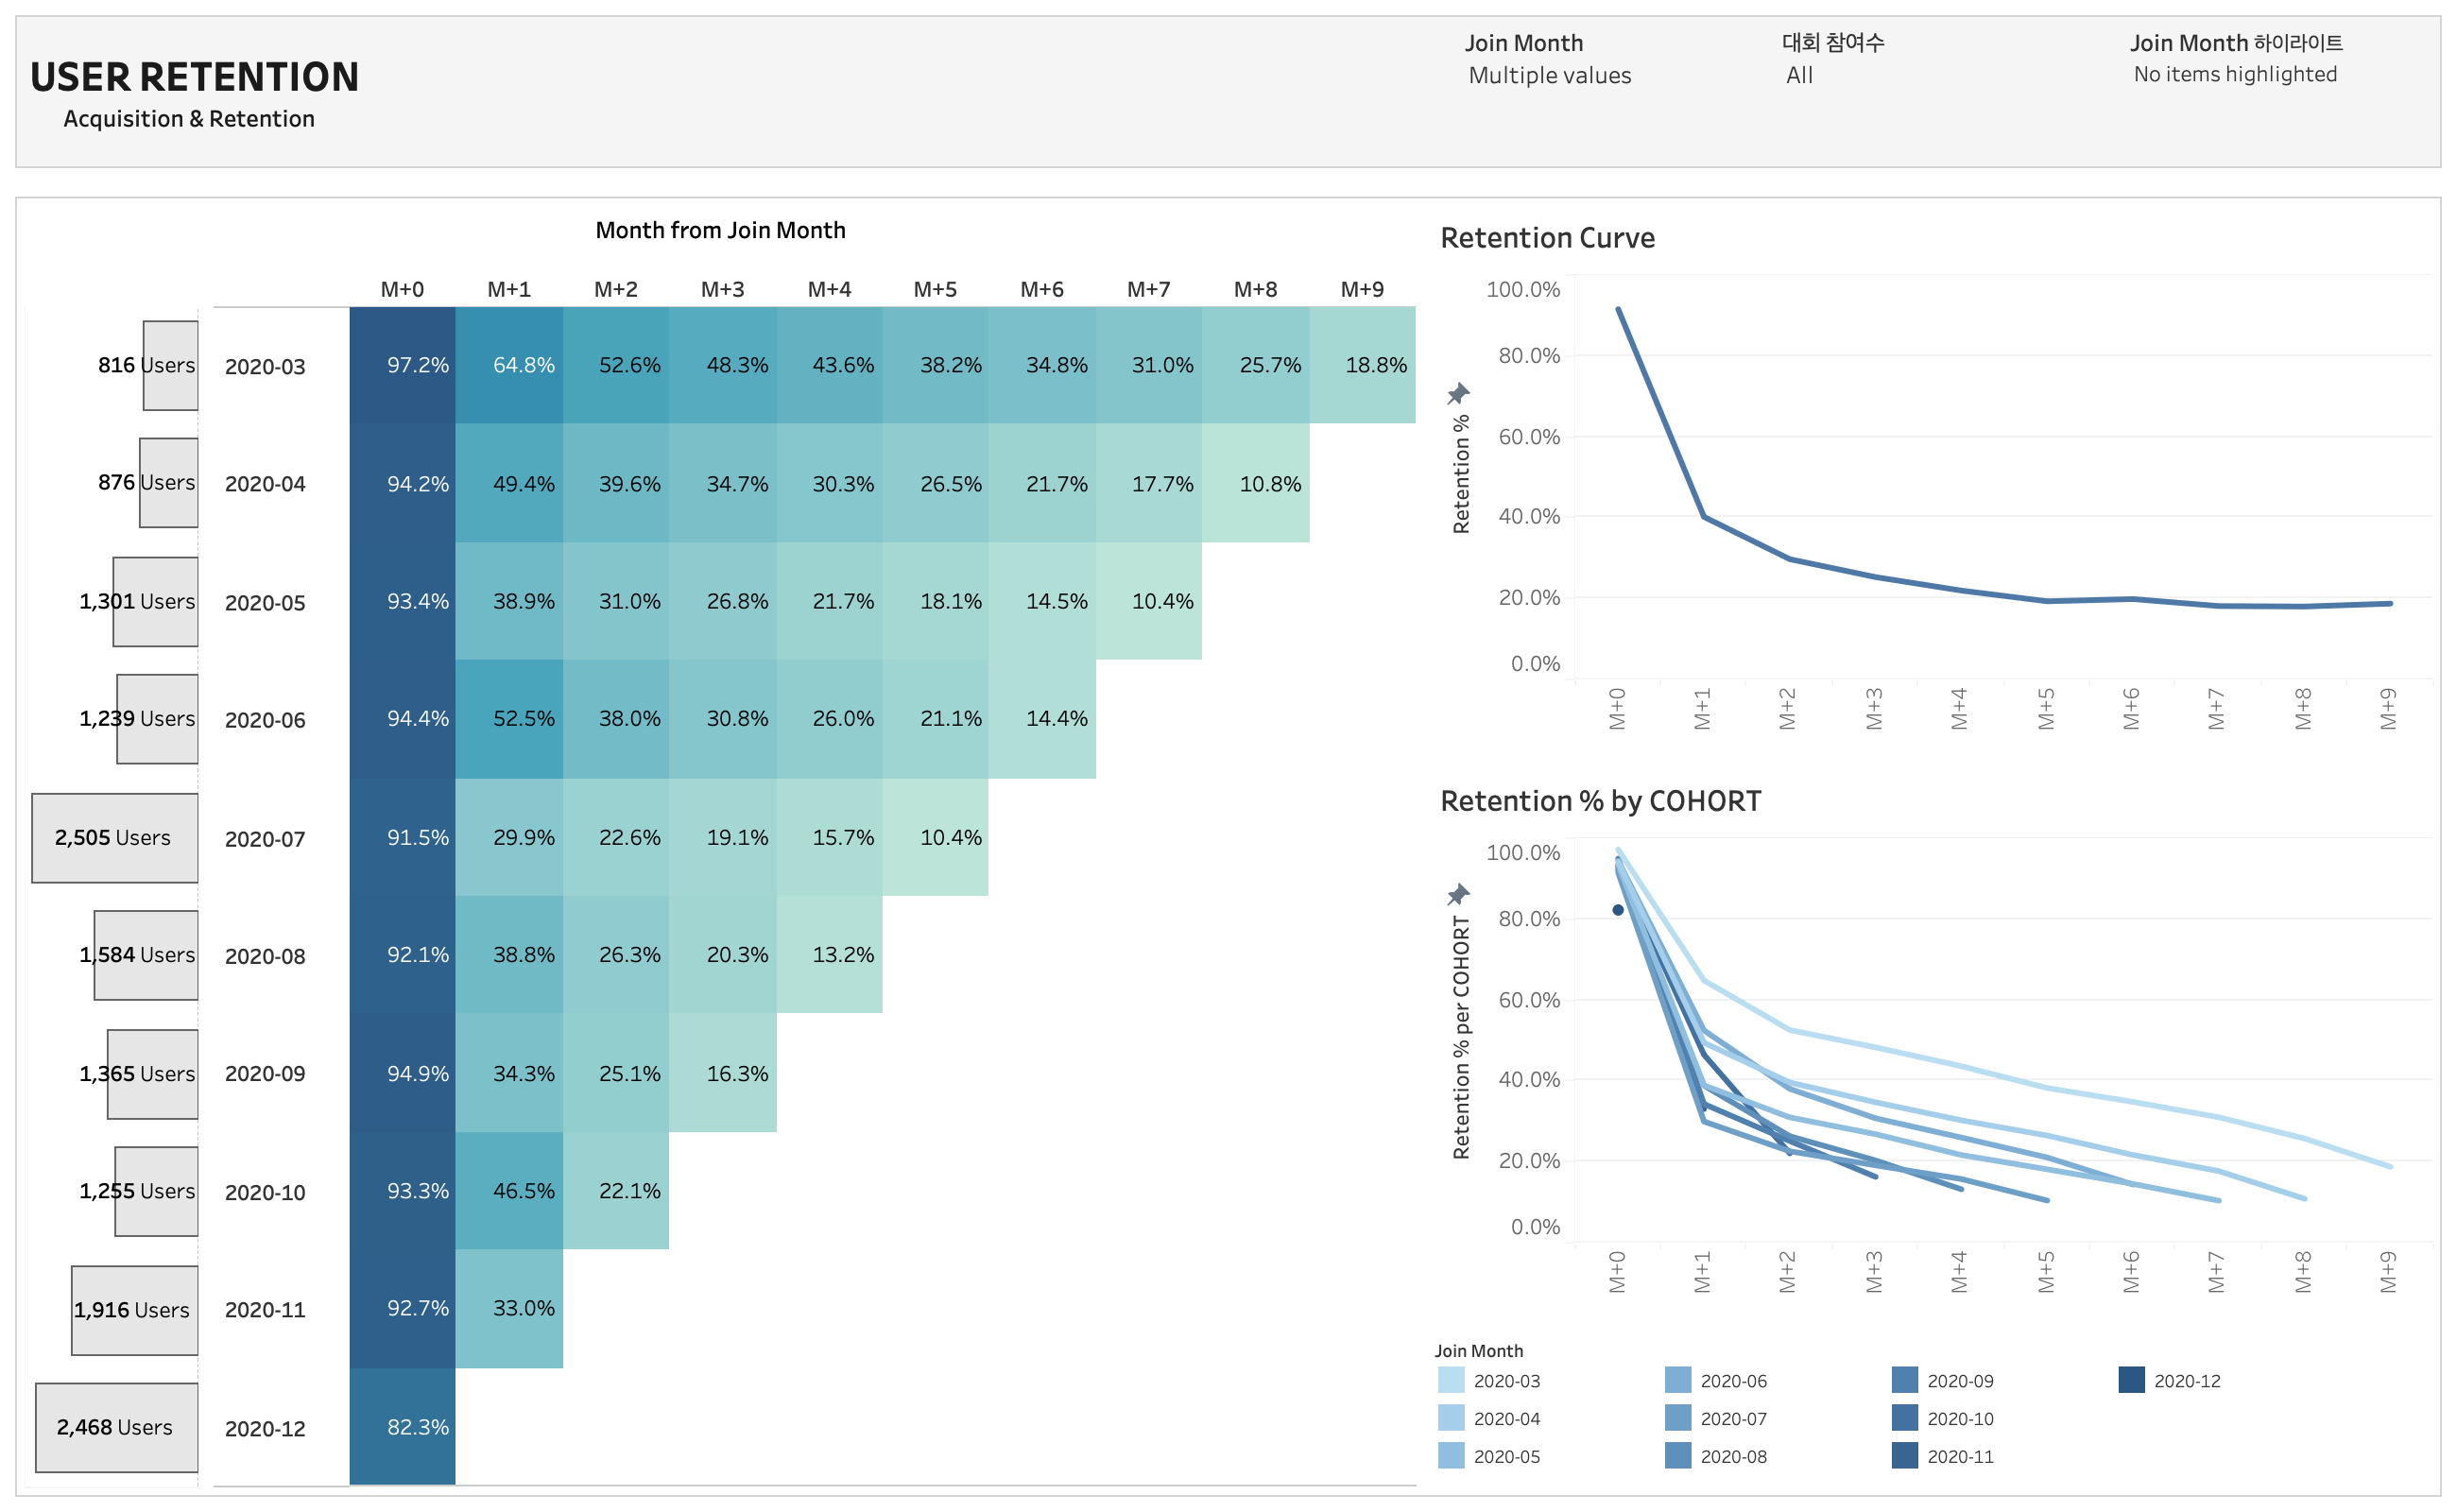 USER RETENTION
Acquisition & Retention
Join Month
Multiple values
대회 참여수
All
Join Month 하이라이트
No items highlighted
Month from Join Month
M+0 M+1 M+2 M+3 M+4 M+5 M+6 M+7 M+8 M+9
816 Users 2020-03 97.2% 64.8% 52.6% 48.3% 43.6% 38.2% 34.8% 31.0% 25.7% 18.8%
876 Users 2020-04 94.2% 49.4% 39.6% 34.7% 30.3% 26.5% 21.7% 17.7% 10.8%
1,301 Users 2020-05 93.4% 38.9% 31.0% 26.8% 21.7% 18.1% 14.5% 10.4%
1,239 Users 2020-06 94.4% 52.5% 38.0% 30.8% 26.0% 21.1% 14.4%
2,505 Users 2020-07 91.5% 29.9% 22.6% 19.1% 15.7% 10.4%
1,584 Users 2020-08 92.1% 38.8% 26.3% 20.3% 13.2%
1,365 Users 2020-09 94.9% 34.3% 25.1% 16.3%
1,255 Users 2020-10 93.3% 46.5% 22.1%
1,916 Users 2020-11 92.7% 33.0%
2,468 Users 2020-12 82.3%
Retention Curve
Retention %
100.0%
80.0%
60.0%
40.0%
20.0%
0.0%
M+0 M+1 M+2 M+3 M+4 M+5 M+6 M+7 M+8 M+9
Retention % by COHORT
Retention % per COHORT
100.0%
80.0%
60.0%
40.0%
20.0%
0.0%
M+0 M+1 M+2 M+3 M+4 M+5 M+6 M+7 M+8 M+9
Join Month
2020-03 2020-06 2020-09 2020-12
2020-04 2020-07 2020-10
2020-05 2020-08 2020-11